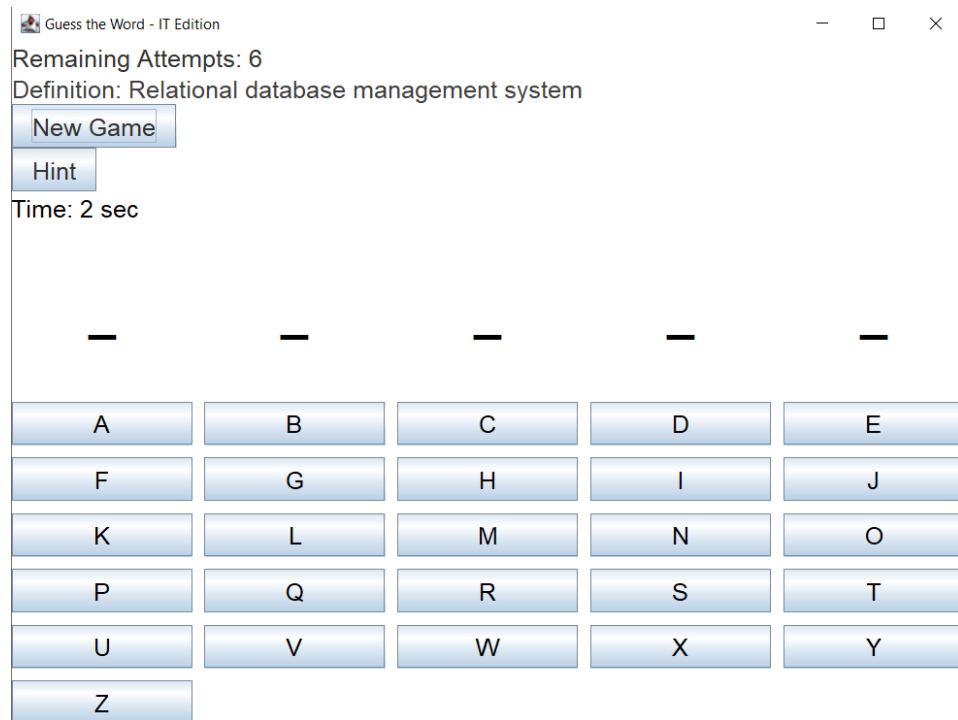 Guess the Word - IT Edition
Remaining Attempts: 6
Definition: Relational database management system
New Game
Hint
Time: 2 sec
_ _ _ _ _
A B C D E
F G H I J
K L M N O
P Q R S T
U V W X Y
Z